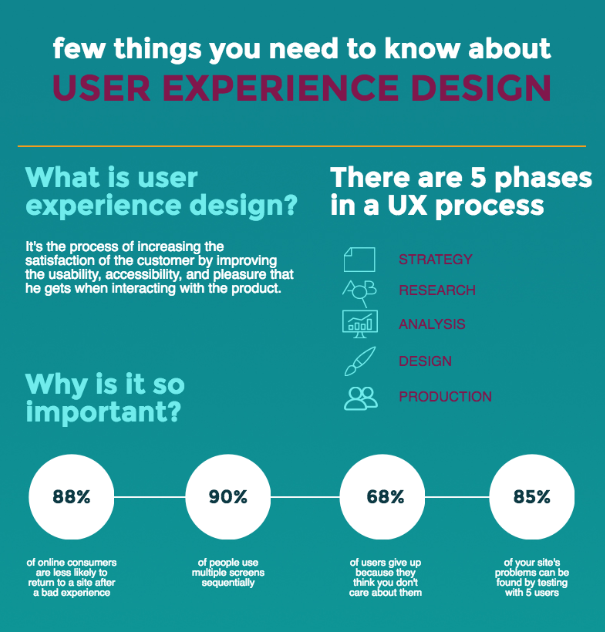 few things you need to know about
USER EXPERIENCE DESIGN
What is user
experience design?
It's the process of increasing the
satisfaction of the customer by improving
the usability, accessibility, and pleasure that
he gets when interacting with the product.
There are 5 phases
in a UX process
STRATEGY
A B
RESEARCH
ANALYSIS
DESIGN
PRODUCTION
Why is it so
important?
88%
of online consumers
are less likely to
return to a site after
a bad experience
90%
of people use
multiple screens
sequentially
68%
of users give up
because they
think you don't
care about them
85%
of your site's
problems can be
found by testing
with 5 users